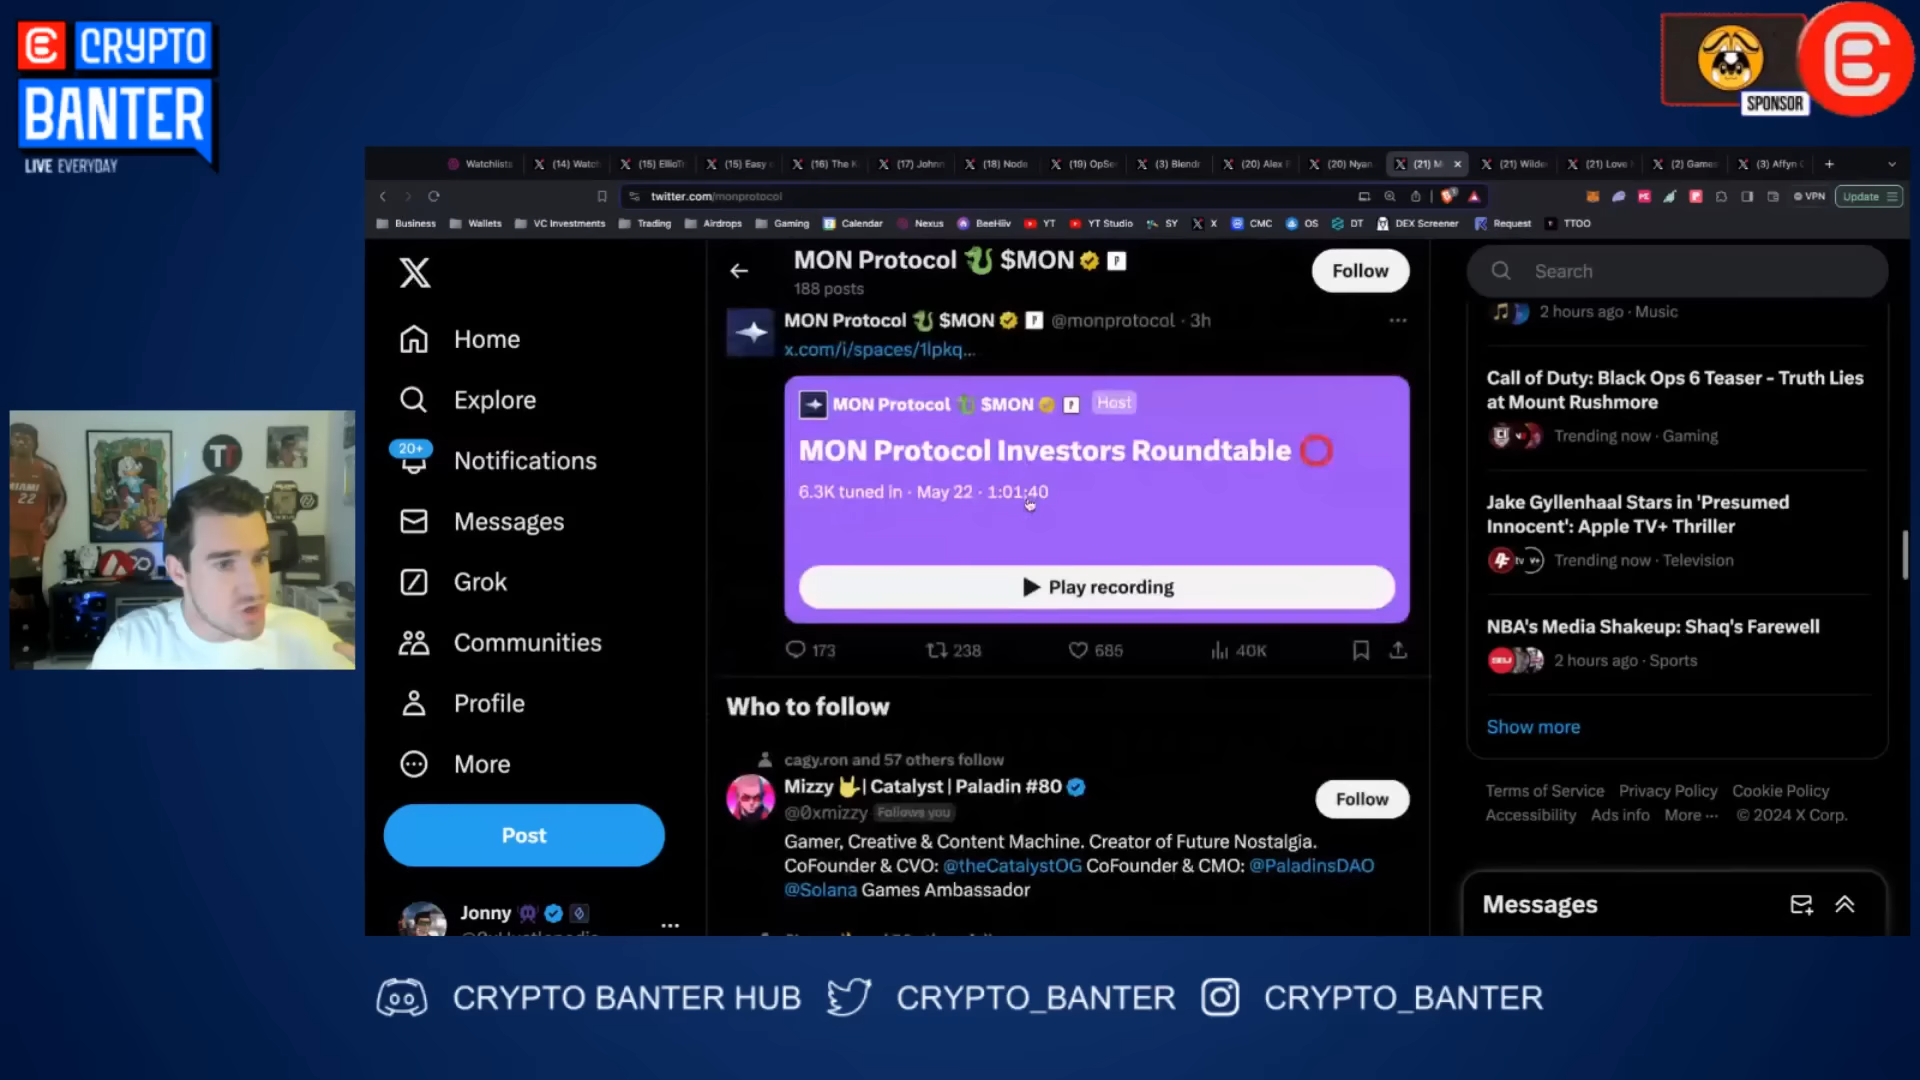 CRYPTO
BANTER
LIVE EVERYDAY
SPONSOR
Watchlists
(14) Watch
(15) EllioT
(15) Easy
(16) The K
(17) Johnn
(18) Node
(19) OpSe
(3) Blendr
(20) Alex
(20) Nyan
(21) M
(21) Wilde
(21) Love
(2) Games
(3) Affyn
twitter.com/monprotocol
VPN
Update
Business
Wallets
VC Investments
Trading
Airdrops
Gaming
Calendar
Nexus
BeeHiiv
YT
YT Studio
SY
X
CMC
OS
DT
DEX Screener
Request
TTOO
Home
Explore
20+
Notifications
Messages
Grok
Communities
Profile
More
Post
Jonny
MON Protocol $MON
188 posts
Follow
MON Protocol $MON @monprotocol · 3h
x.com/i/spaces/1lpkq...
MON Protocol $MON Host
MON Protocol Investors Roundtable
6.3K tuned in · May 22 · 1:01:40
Play recording
173 238 685 40K
Who to follow
cagy.ron and 57 others follow
Mizzy | Catalyst | Paladin #80
@0xmizzy Follows you
Follow
Gamer, Creative & Content Machine. Creator of Future Nostalgia.
CoFounder & CVO: @theCatalystOG CoFounder & CMO: @PaladinsDAO
@Solana Games Ambassador
Search
2 hours ago · Music
Call of Duty: Black Ops 6 Teaser - Truth Lies
at Mount Rushmore
Trending now · Gaming
Jake Gyllenhaal Stars in 'Presumed
Innocent': Apple TV+ Thriller
Trending now · Television
NBA's Media Shakeup: Shaq's Farewell
2 hours ago · Sports
Show more
Terms of Service Privacy Policy Cookie Policy
Accessibility Ads info More ··· © 2024 X Corp.
Messages
CRYPTO BANTER HUB
CRYPTO_BANTER
CRYPTO_BANTER